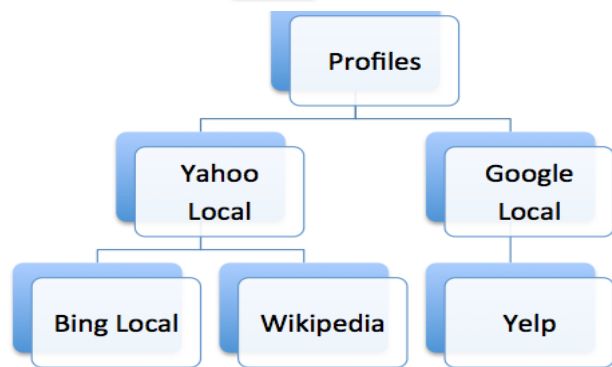 Profiles
Yahoo
Local
Google
Local
Bing Local
Wikipedia
Yelp